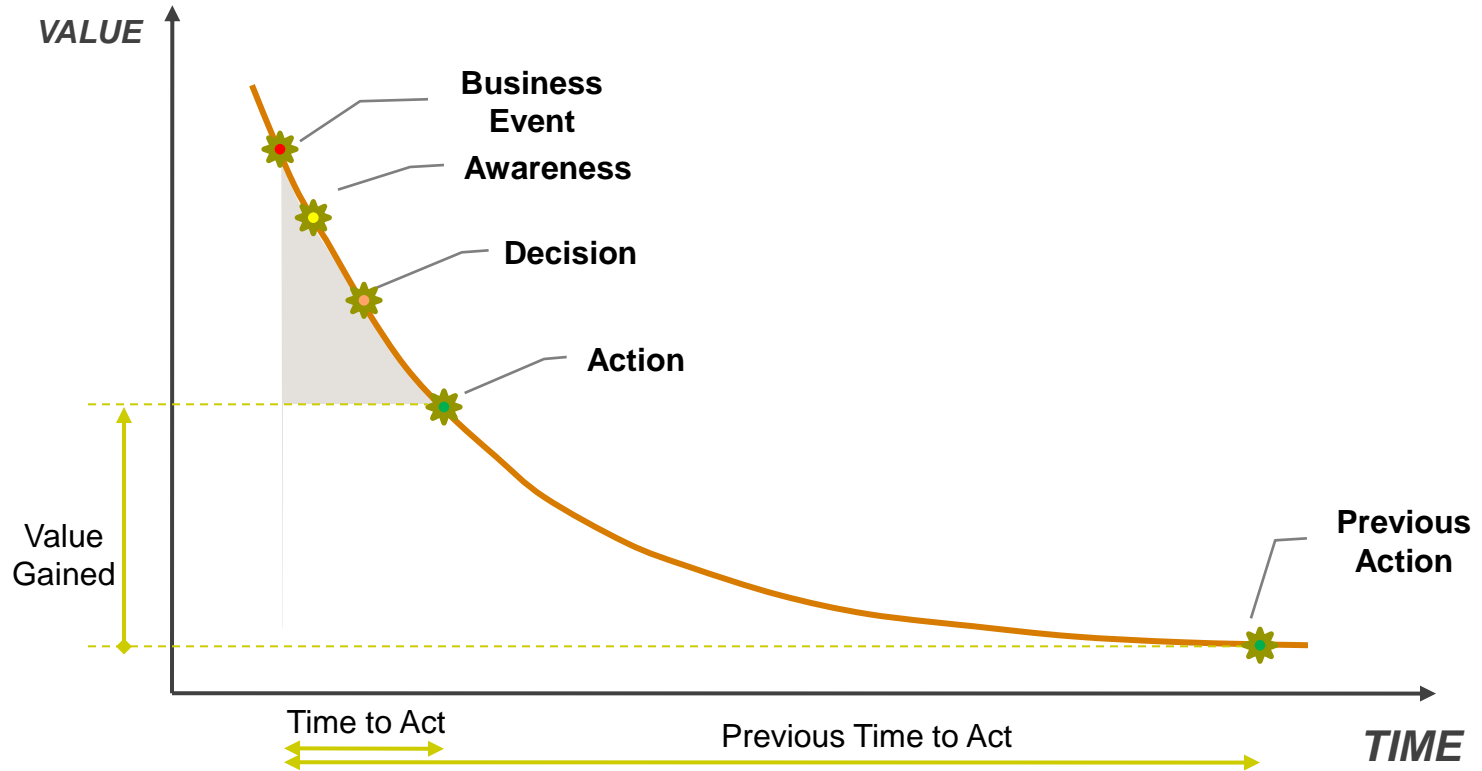 VALUE
Business
Event
Awareness
Decision
Action
Value
Gained
Previous
Action
Time to Act
Previous Time to Act
TIME